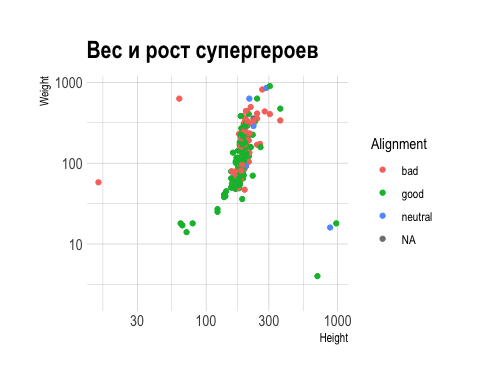 Вес и рост супергероев
Weight
1000
100
10
30
100
300
1000
Height
Alignment
bad
good
neutral
NA